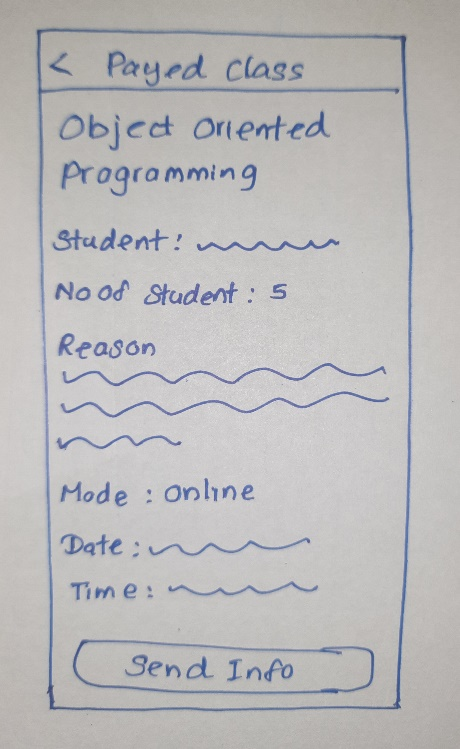 < Payed class
Object Oriented
Programming
Student:
No of Student: 5
Reason
Mode: Online
Date:
Time:
Send Info